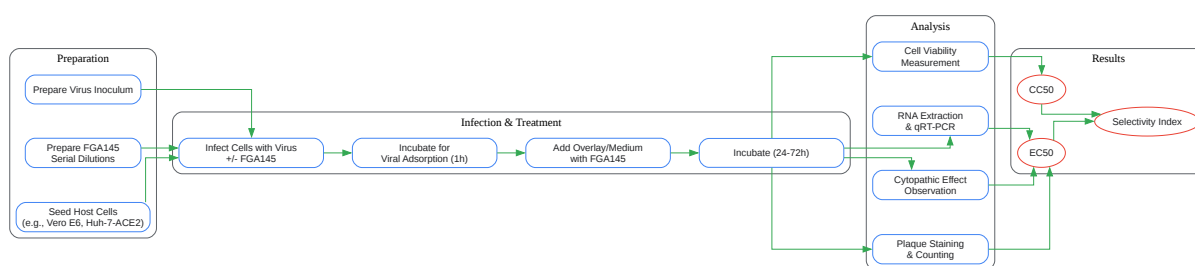 Preparation
Prepare Virus Inoculum
Prepare FGA145
Serial Dilutions
Seed Host Cells
(e.g., Vero E6, Huh-7-ACE2)
Infection & Treatment
Infect Cells with Virus
+/- FGA145
Incubate for
Viral Adsorption (1h)
Add Overlay/Medium
with FGA145
Incubate (24-72h)
Analysis
Cell Viability
Measurement
RNA Extraction
& qRT-PCR
Cytopathic Effect
Observation
Plaque Staining
& Counting
Results
CC50
EC50
Selectivity Index